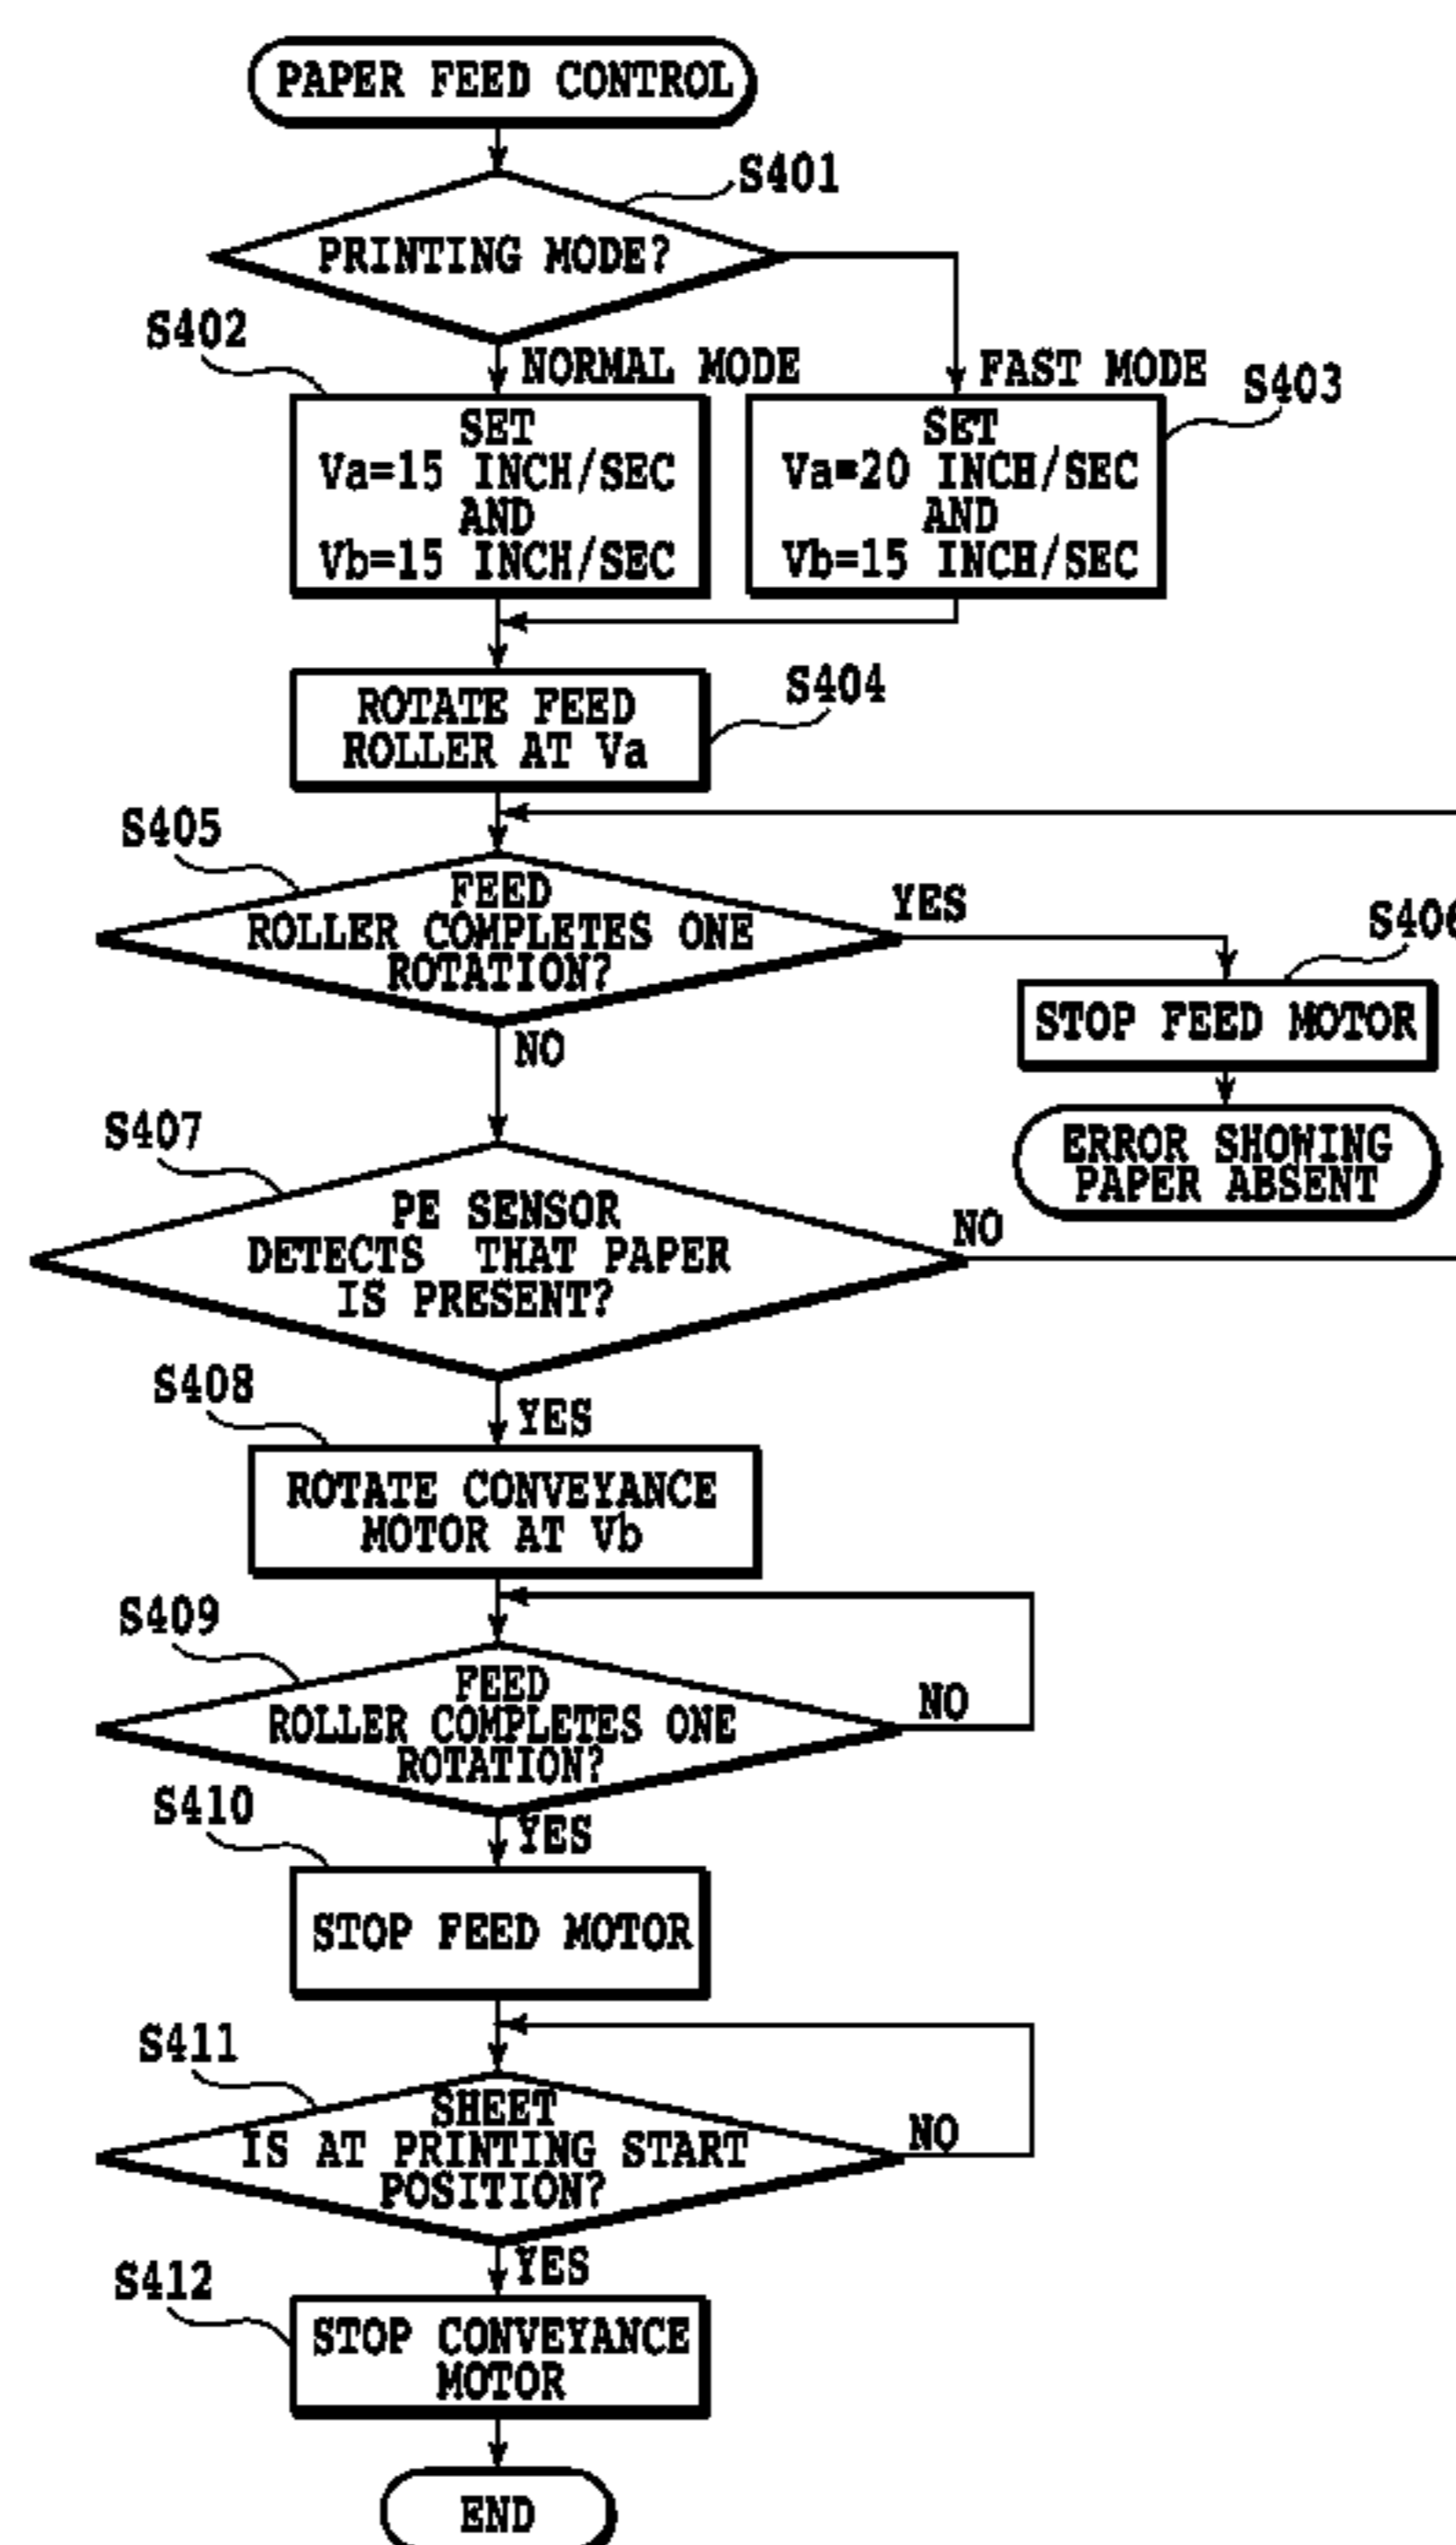 PAPER FEED CONTROL
S401
PRINTING MODE?
S402
NORMAL MODE
FAST MODE
S403
SET
Va=15 INCH/SEC
AND
Vb=15 INCH/SEC
SET
Va=20 INCH/SEC
AND
Vb=15 INCH/SEC
S404
ROTATE FEED
ROLLER AT Va
S405
FEED
ROLLER COMPLETES ONE
ROTATION?
YES
S406
NO
STOP FEED MOTOR
ERROR SHOWING
PAPER ABSENT
S407
PE SENSOR
DETECTS THAT PAPER
IS PRESENT?
NO
S408
YES
ROTATE CONVEYANCE
MOTOR AT Vb
S409
FEED
ROLLER COMPLETES ONE
ROTATION?
NO
S410
YES
STOP FEED MOTOR
S411
SHEET
IS AT PRINTING START
POSITION?
NO
S412
YES
STOP CONVEYANCE
MOTOR
END